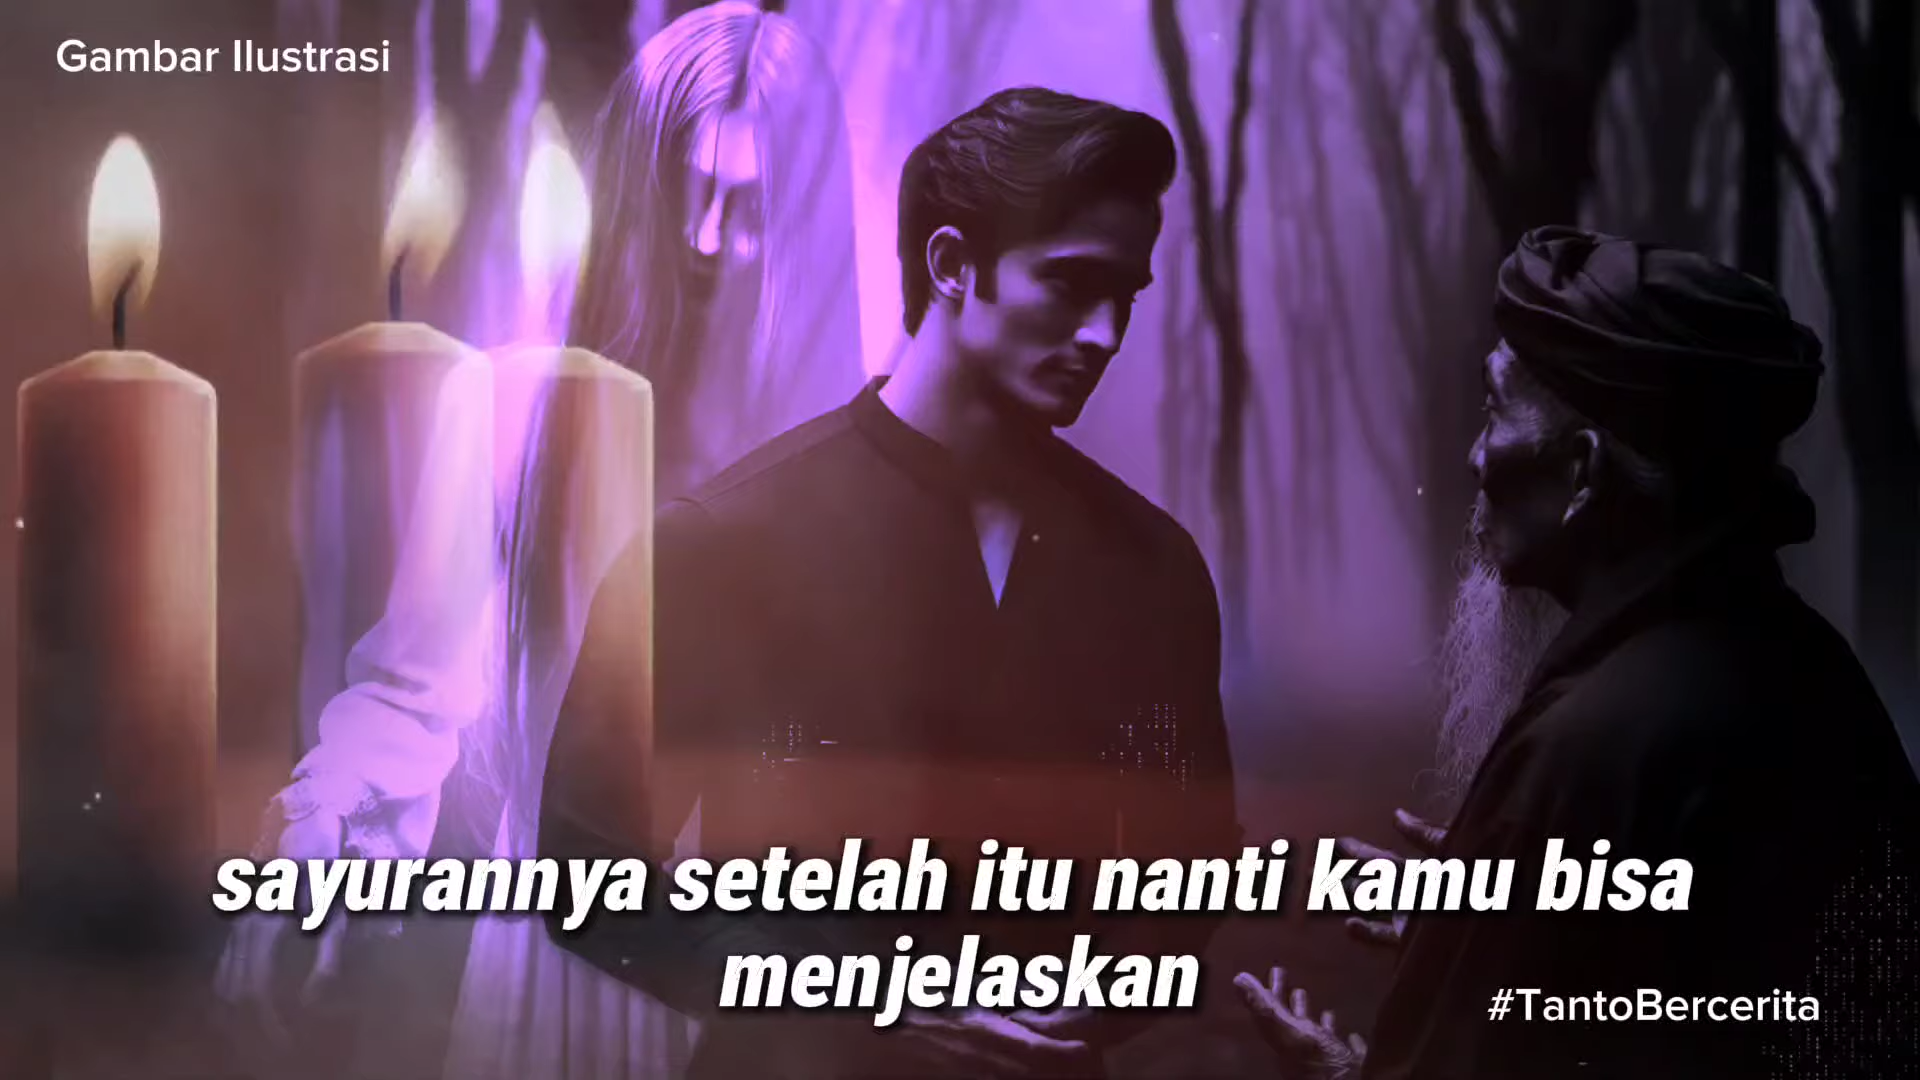 Gambar Ilustrasi
sayurannya setelah itu nanti kamu bisa
menjelaskan
#TantoBercerita